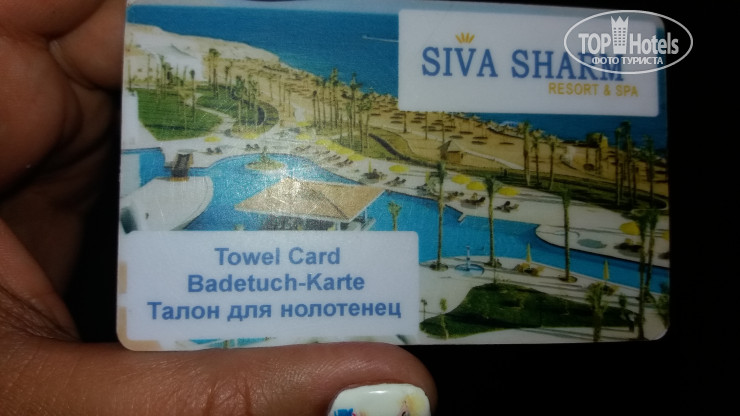 TOP Hotels
ФОТО ТУРИСТА
SIVA SHARM
RESORT & SPA
Towel Card
Badetuch-Karte
Талон для нолотенец